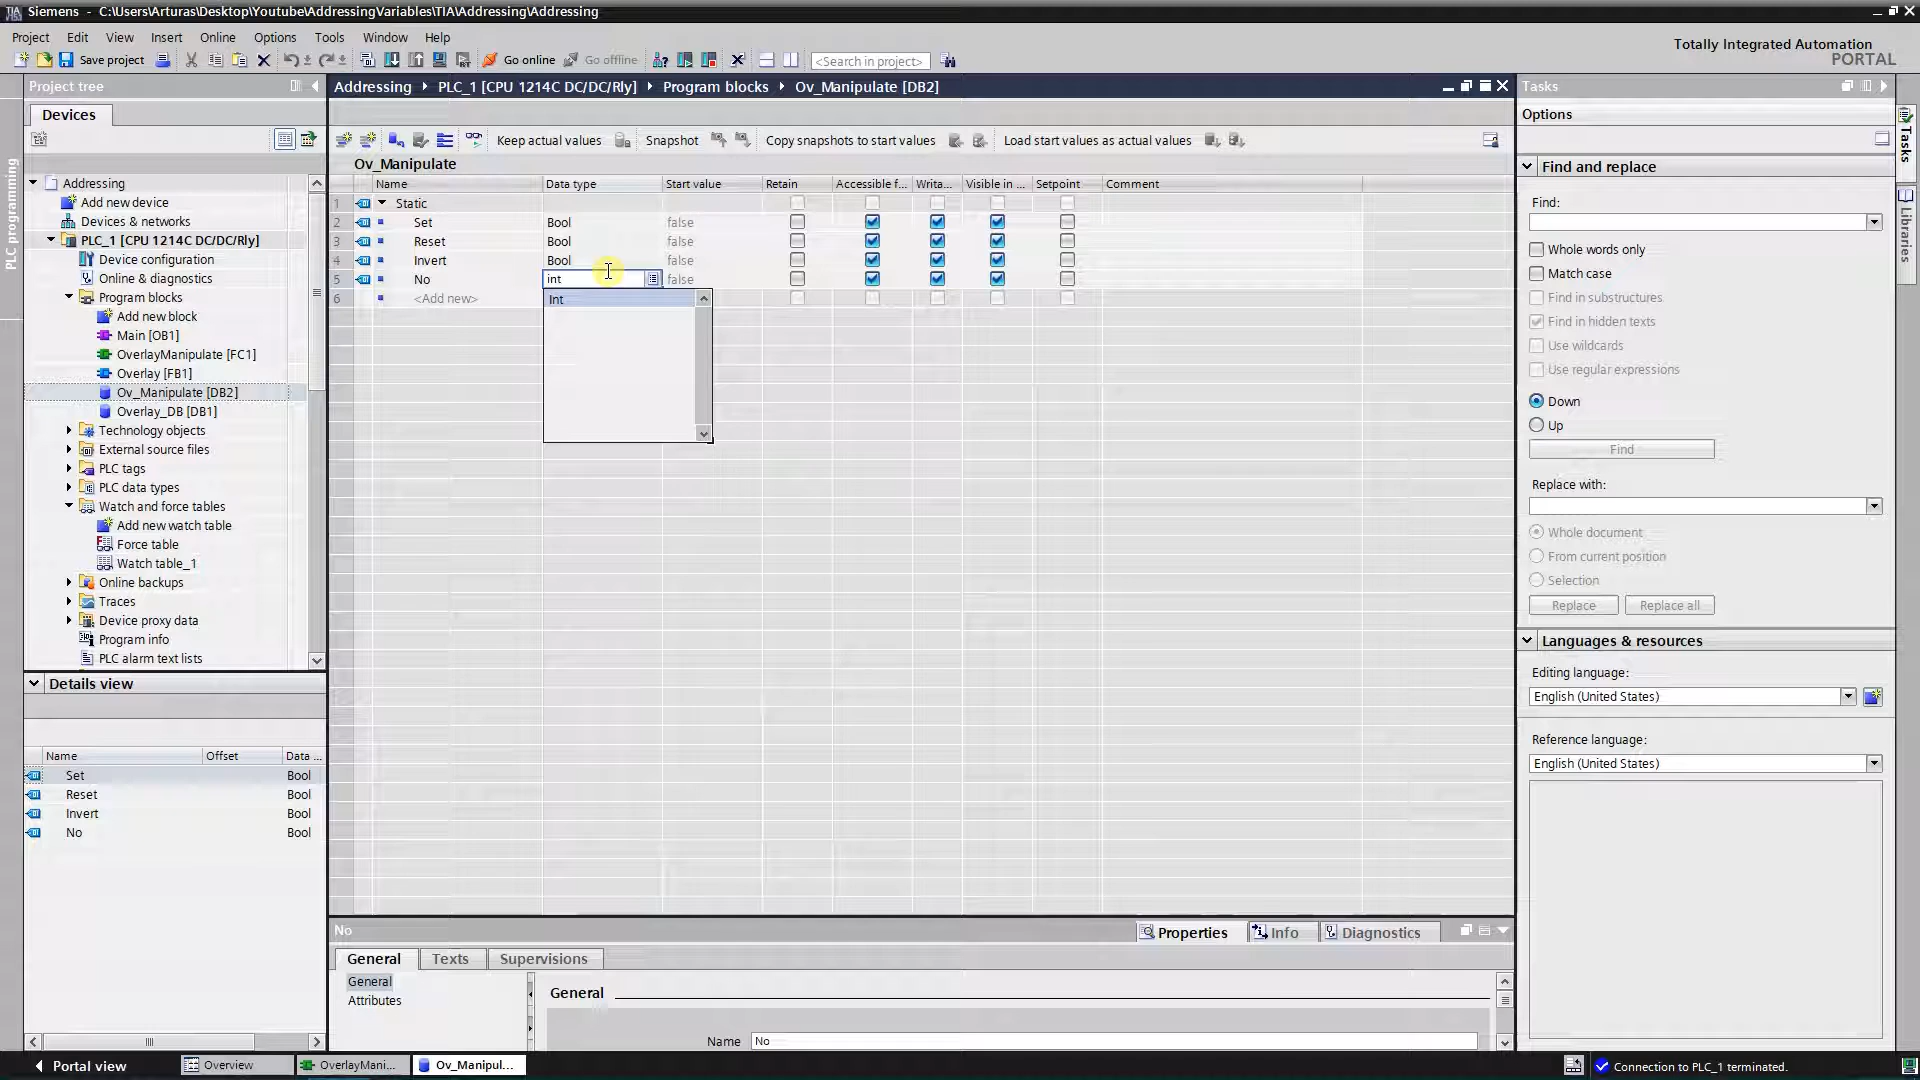 Siemens - C:\Users\Arturas\Desktop\Youtube\AddressingVariables\TIA\Addressing\Addressing
Project Edit View Insert Online Options Tools Window Help
Totally Integrated Automation
PORTAL
Save project Go online Go offline <Search in project>
Project tree
Addressing PLC_1 [CPU 1214C DC/DC/Rly] Program blocks Ov_Manipulate [DB2]
Tasks
Devices
Options
PLC programming
Tasks
Libraries
Keep actual values Snapshot Copy snapshots to start values Load start values as actual values
Ov_Manipulate
Name Data type Start value Retain Accessible f... Writa... Visible in ... Setpoint Comment
1 Static
2 Set Bool false
3 Reset Bool false
4 Invert Bool false
5 No int false
6 <Add new>
Int
Addressing
Add new device
Devices & networks
PLC_1 [CPU 1214C DC/DC/Rly]
Device configuration
Online & diagnostics
Program blocks
Add new block
Main [OB1]
OverlayManipulate [FC1]
Overlay [FB1]
Ov_Manipulate [DB2]
Overlay_DB [DB1]
Technology objects
External source files
PLC tags
PLC data types
Watch and force tables
Add new watch table
Force table
Watch table_1
Online backups
Traces
Device proxy data
Program info
PLC alarm text lists
Details view
Name Offset Data ...
Set Bool
Reset Bool
Invert Bool
No Bool
Find and replace
Find:
Whole words only
Match case
Find in substructures
Find in hidden texts
Use wildcards
Use regular expressions
Down
Up
Find
Replace with:
Whole document
From current position
Selection
Replace Replace all
Languages & resources
Editing language:
English (United States)
Reference language:
English (United States)
No
Properties Info Diagnostics
General Texts Supervisions
General
Attributes
General
Name No
Portal view Overview OverlayMani... Ov_Manipul...
Connection to PLC_1 terminated.